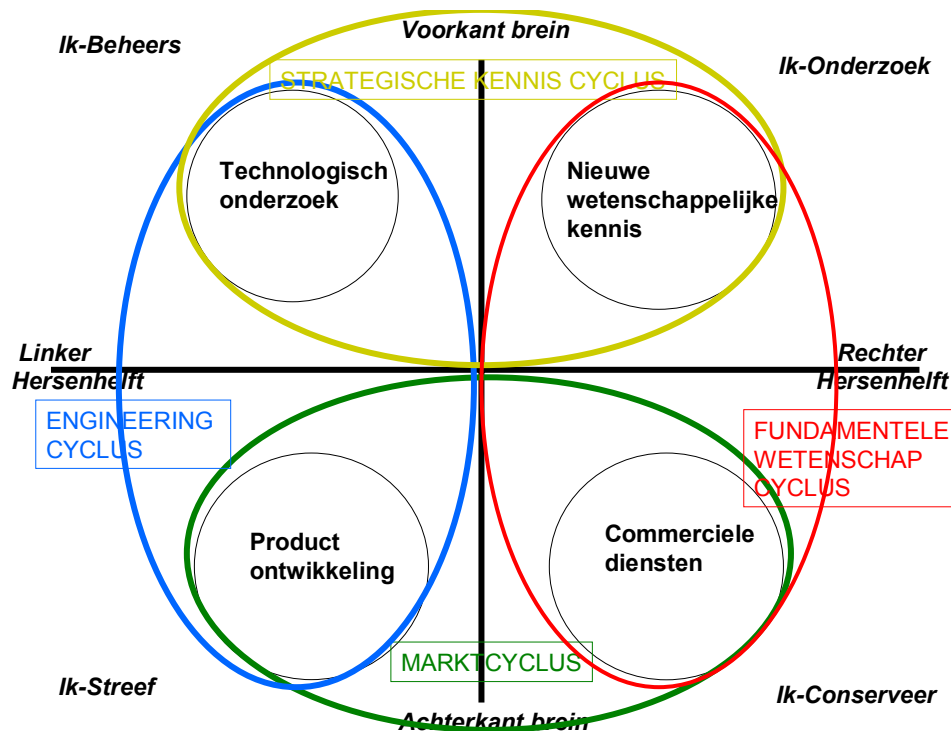 Ik-Beheers
Voorkant brein
Ik-Onderzoek
STRATEGISCHE KENNIS CYCLUS
Technologisch
onderzoek
Nieuwe
wetenschappelijke
kennis
Linker
Hersenhelft
Rechter
Hersenhelft
ENGINEERING
CYCLUS
FUNDAMENTELE
WETENSCHAP
CYCLUS
Product
ontwikkeling
Commerciele
diensten
MARKTCYCLUS
Ik-Streef
Achterkant brein
Ik-Conserveer